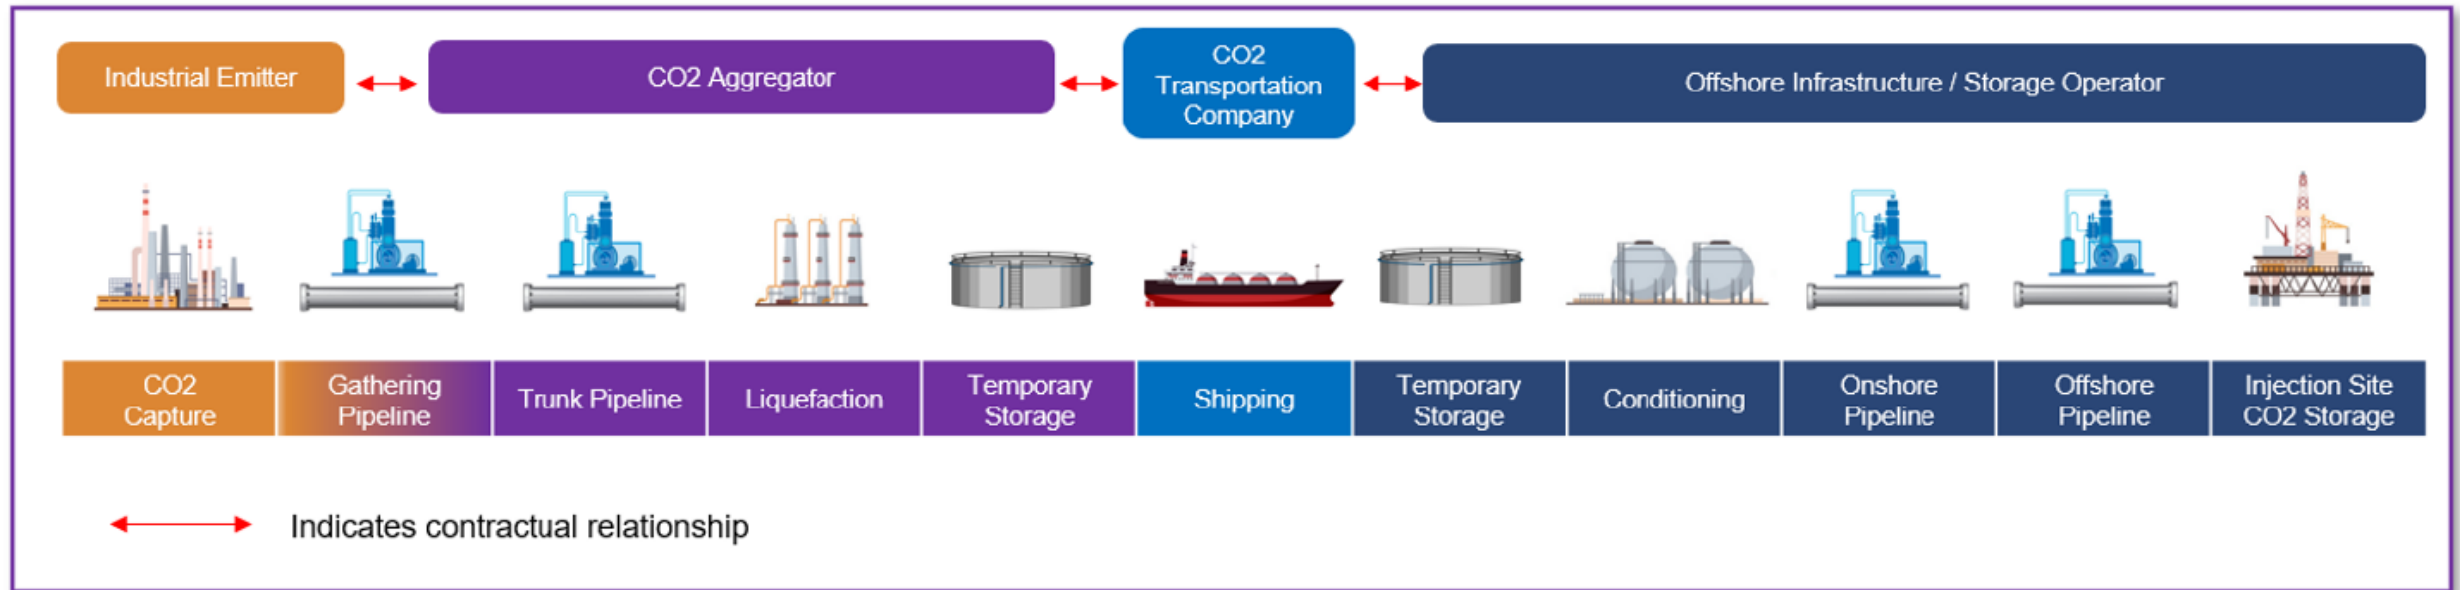 Industrial Emitter
CO2 Aggregator
CO2
Transportation
Company
Offshore Infrastructure / Storage Operator
CO2
Capture
Gathering
Pipeline
Trunk Pipeline
Liquefaction
Temporary
Storage
Shipping
Temporary
Storage
Conditioning
Onshore
Pipeline
Offshore
Pipeline
Injection Site
CO2 Storage
Indicates contractual relationship